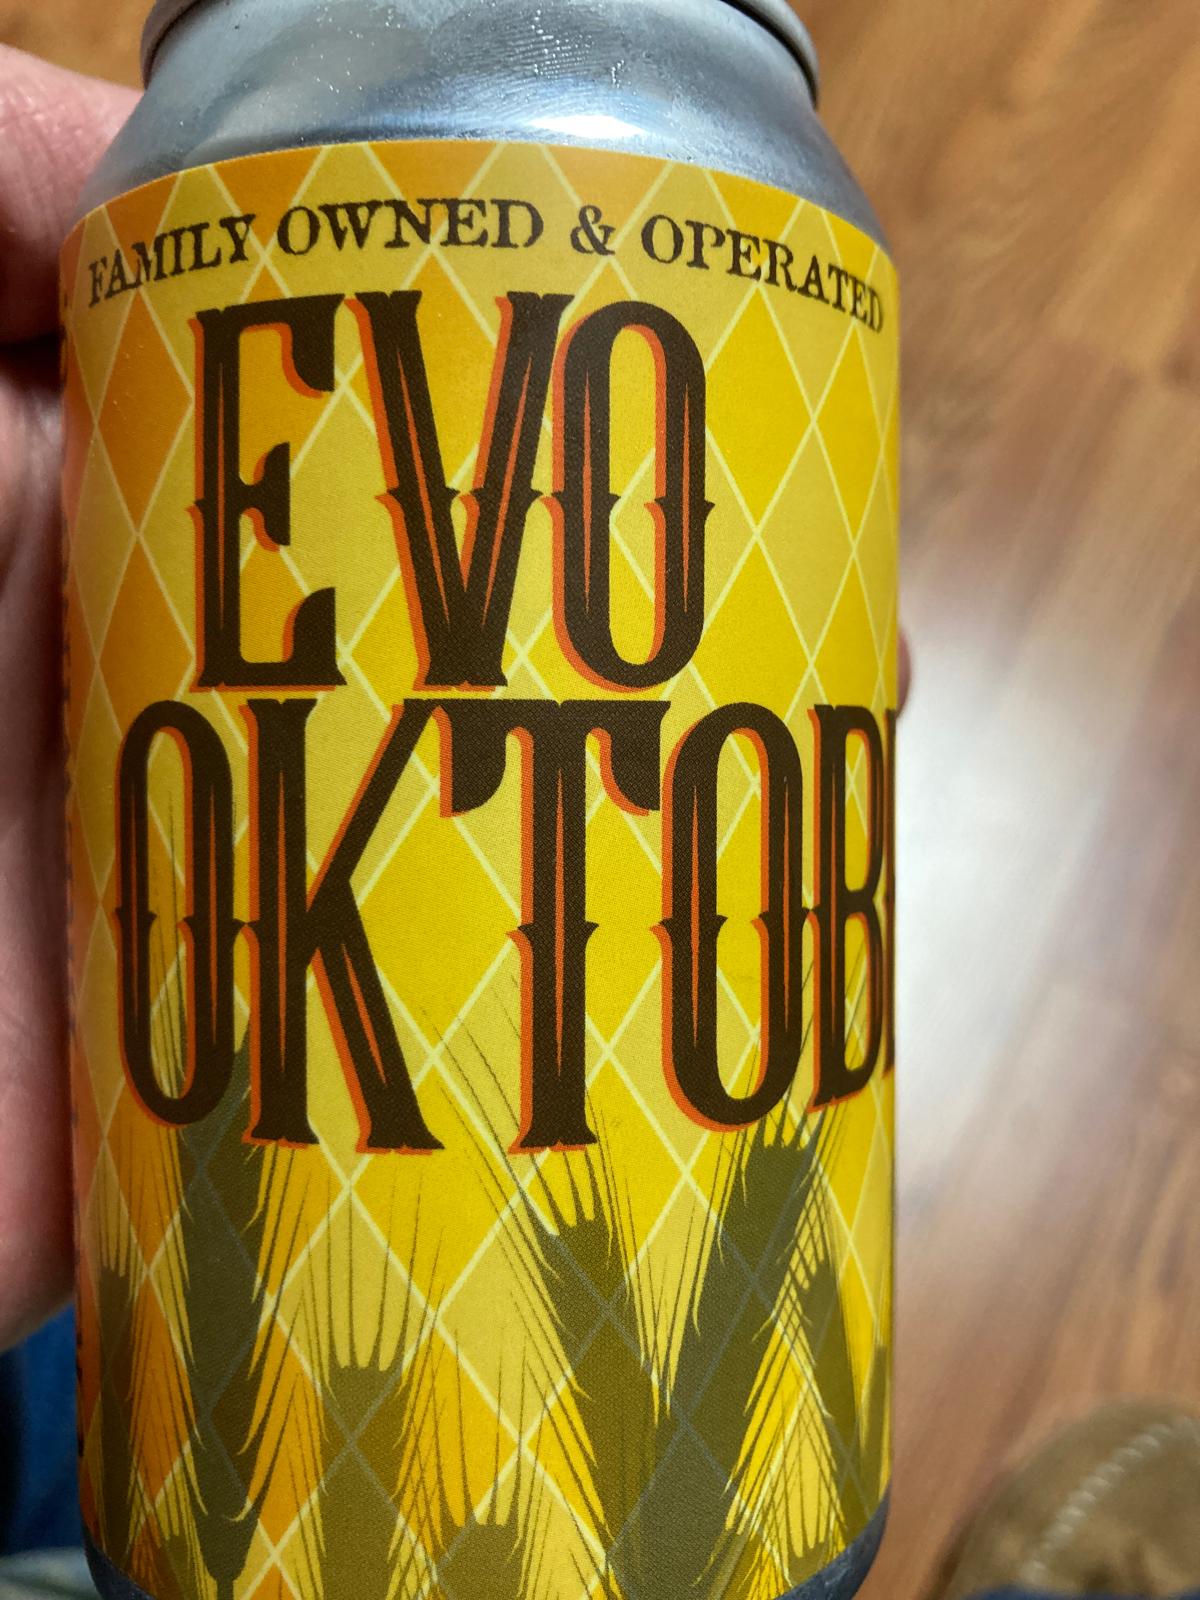 FAMILY OWNED & OPERATED
EVO
OKTOB